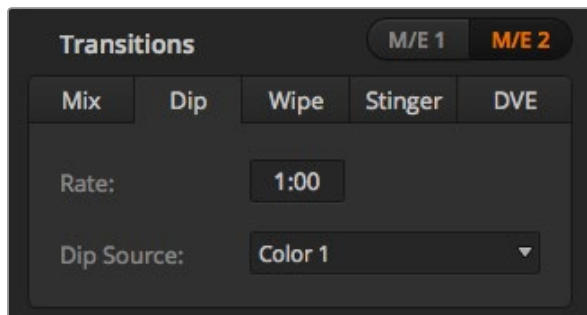 Transitions M/E 1 M/E 2
Mix Dip Wipe Stinger DVE
Rate: 1:00
Dip Source: Color 1